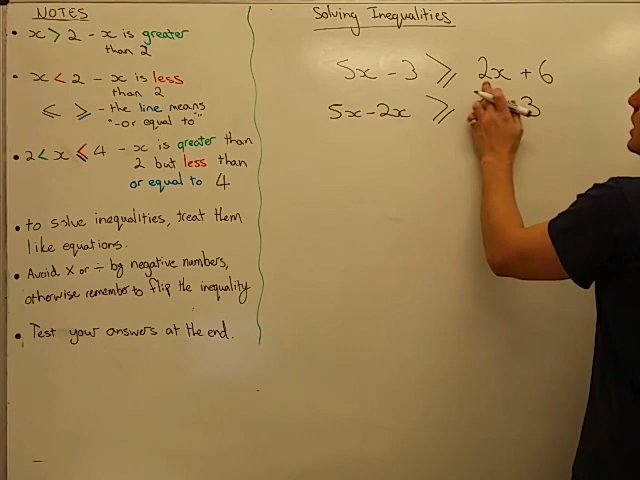 NOTES
• x > 2 - x is greater
than 2
• x < 2 - x is less
than 2
≤ ≥ - the line means
"-or equal to"
• 2 < x ≤ 4 - x is greater than
2 but less than
or equal to 4
• to solve inequalities, treat them
like equations.
• Avoid x or ÷ by negative numbers,
otherwise remember to flip the inequality
• Test your answers at the end.
Solving Inequalities
5x - 3 ⩾ 2x + 6
5x - 2x ⩾ 3